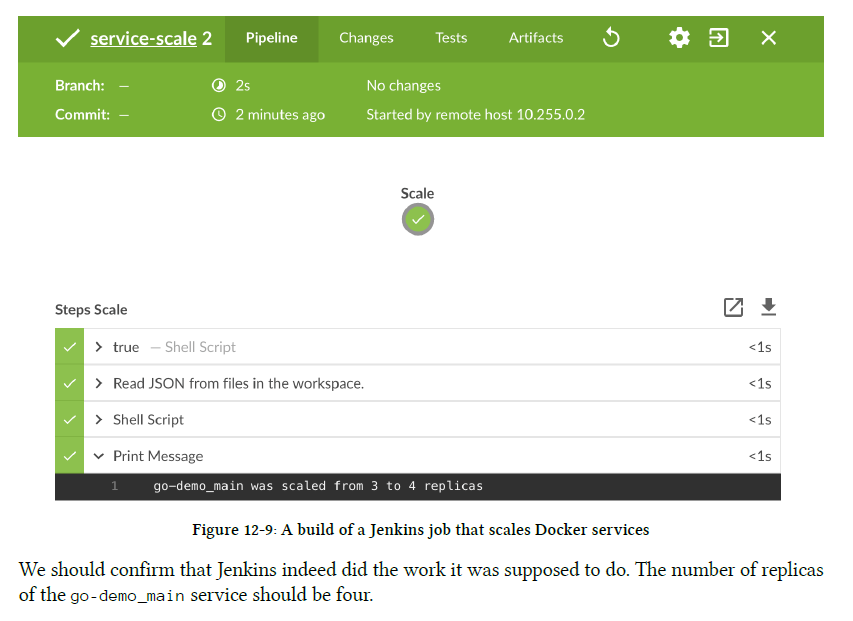 service-scale 2 Pipeline Changes Tests Artifacts
Branch: — 2s No changes
Commit: — 2 minutes ago Started by remote host 10.255.0.2
Scale
Steps Scale
true — Shell Script <1s
Read JSON from files in the workspace. <1s
Shell Script <1s
Print Message <1s
1 go-demo_main was scaled from 3 to 4 replicas
Figure 12-9: A build of a Jenkins job that scales Docker services
We should confirm that Jenkins indeed did the work it was supposed to do. The number of replicas
of the go-demo_main service should be four.